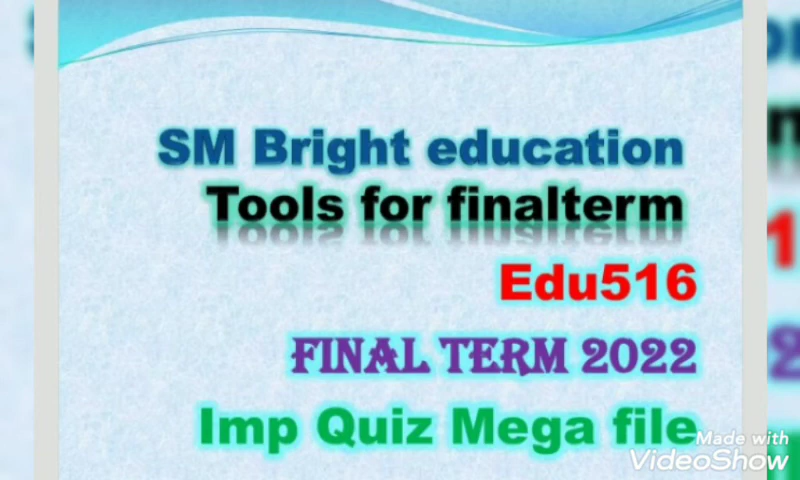 SM Bright education
Tools for finalterm
Edu516
FINAL TERM 2022
Imp Quiz Mega file
Made with
VideoShow